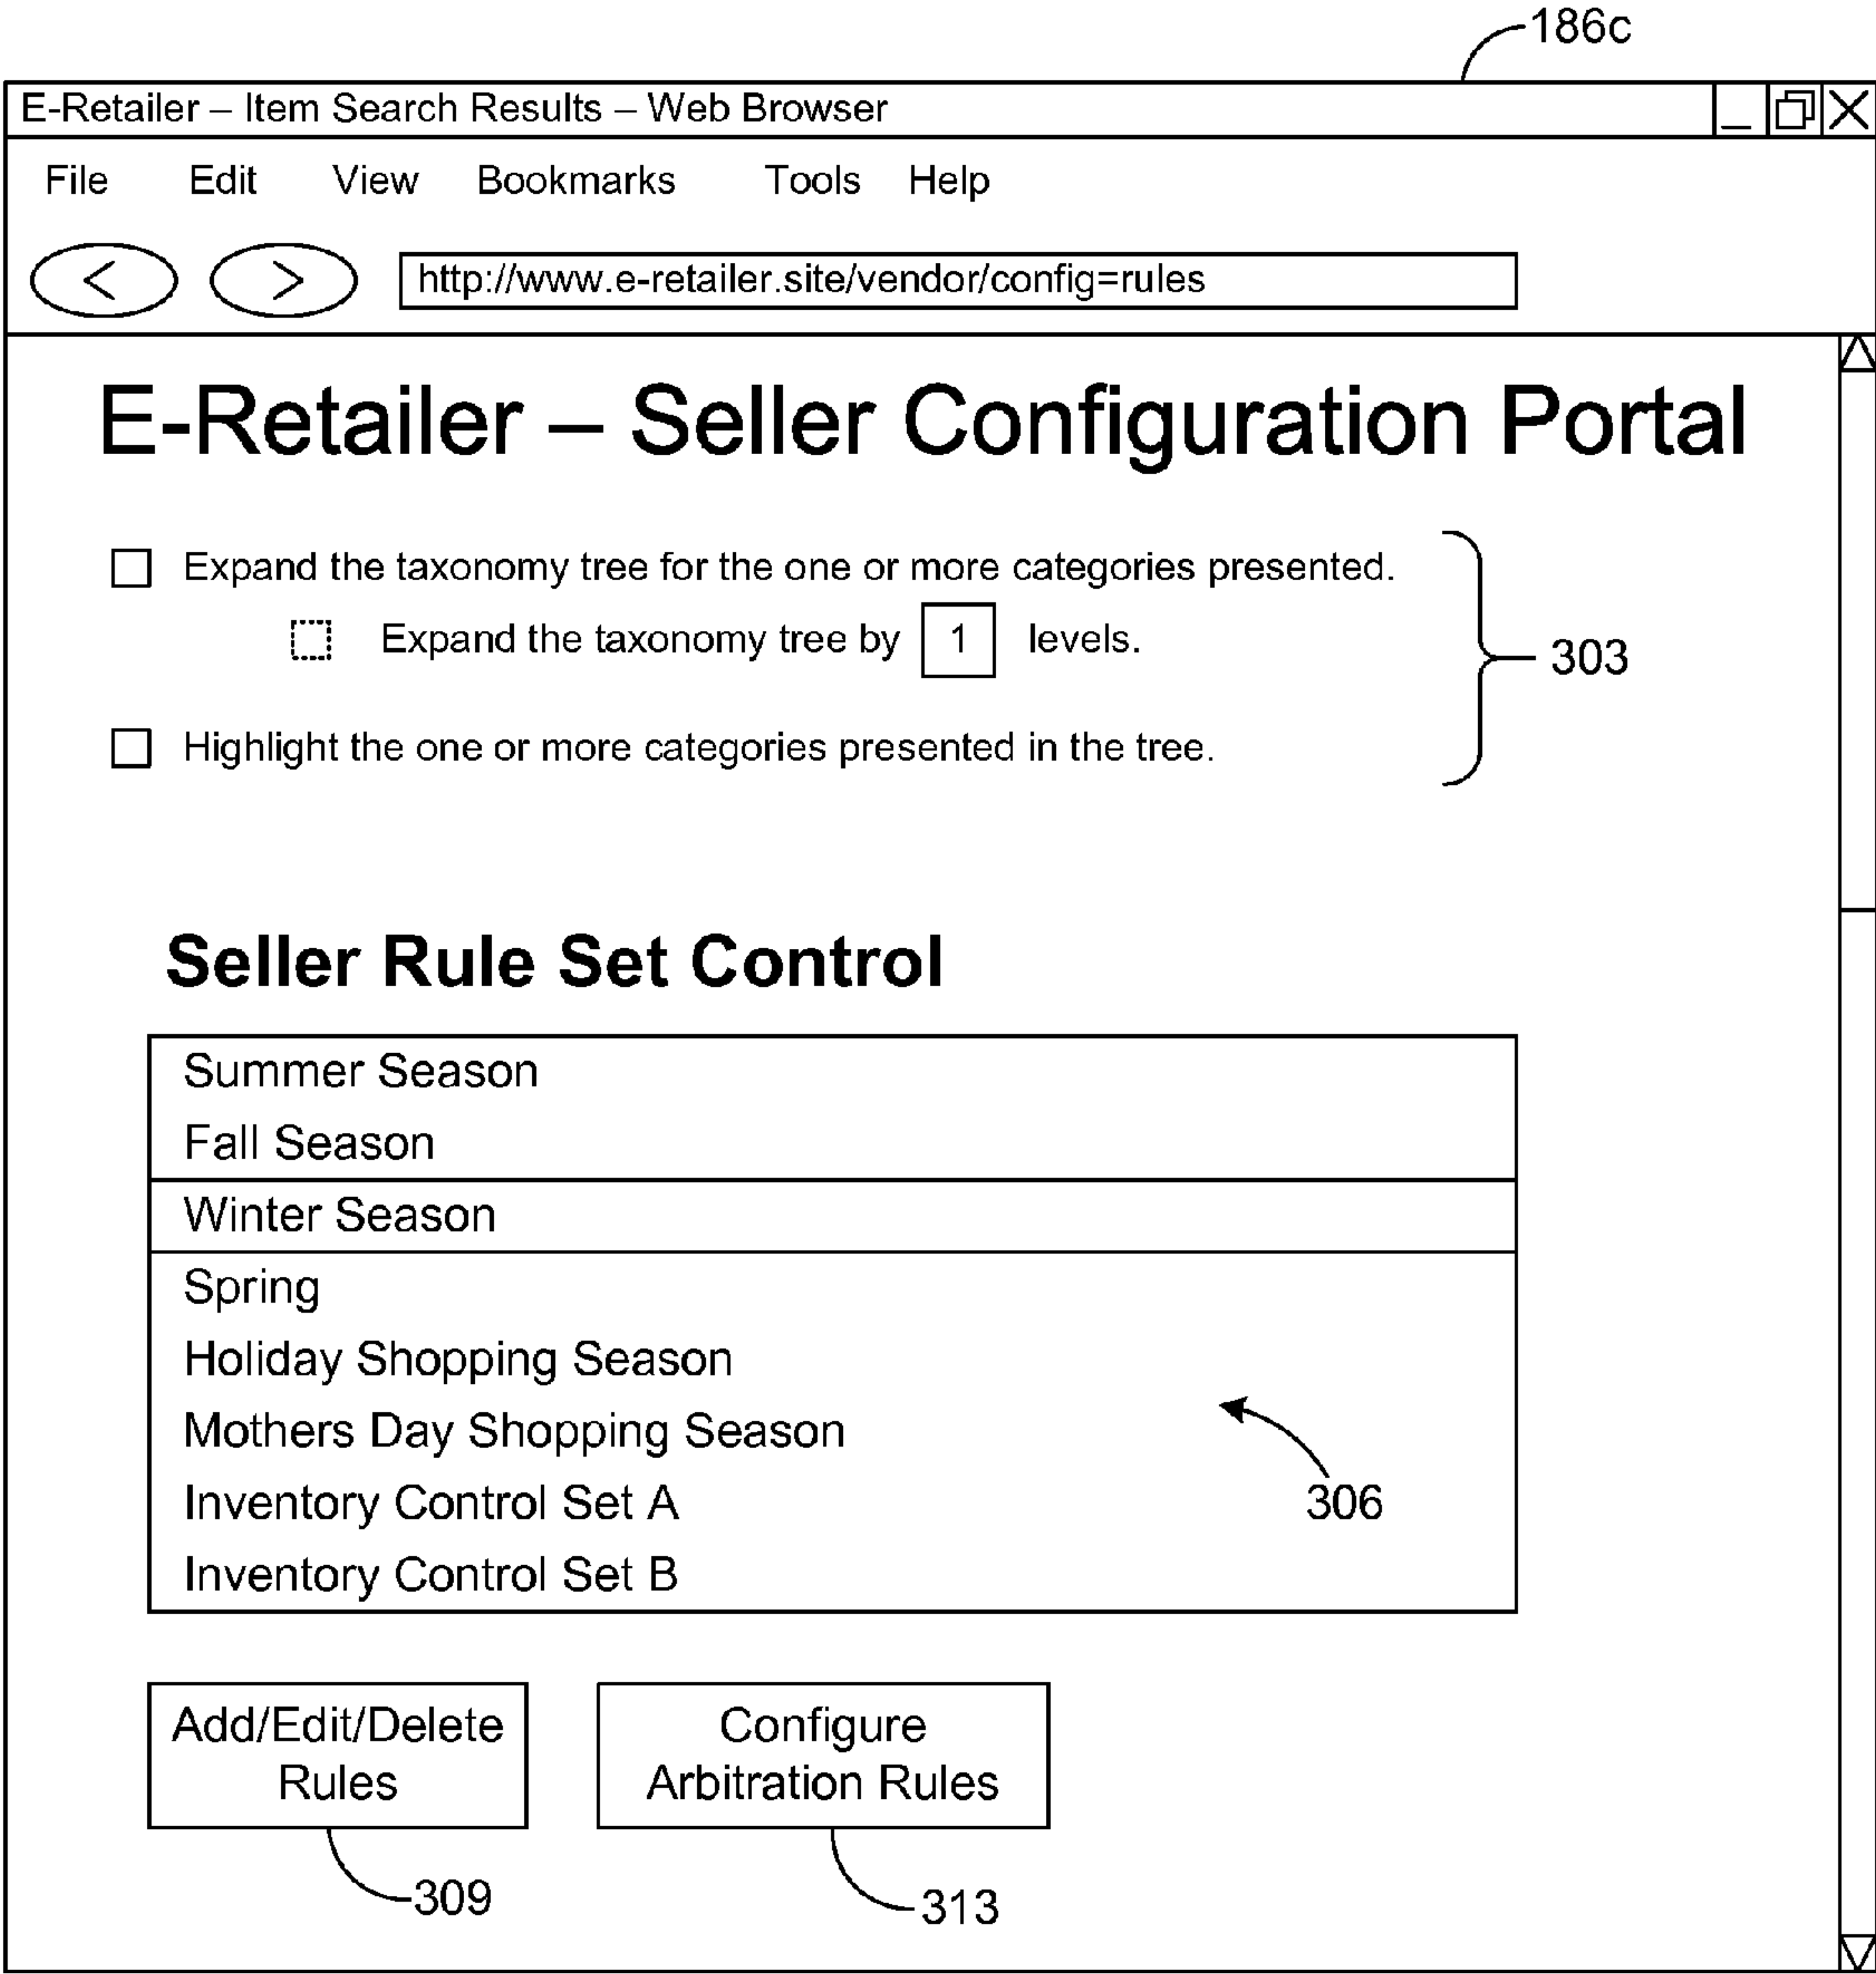 186c
E-Retailer – Item Search Results – Web Browser
File Edit View Bookmarks Tools Help
< > http://www.e-retailer.site/vendor/config=rules
E-Retailer – Seller Configuration Portal
Expand the taxonomy tree for the one or more categories presented.
Expand the taxonomy tree by 1 levels.
303
Highlight the one or more categories presented in the tree.
Seller Rule Set Control
Summer Season
Fall Season
Winter Season
Spring
Holiday Shopping Season
Mothers Day Shopping Season
Inventory Control Set A
306
Inventory Control Set B
Add/Edit/Delete
Rules
Configure
Arbitration Rules
309
313